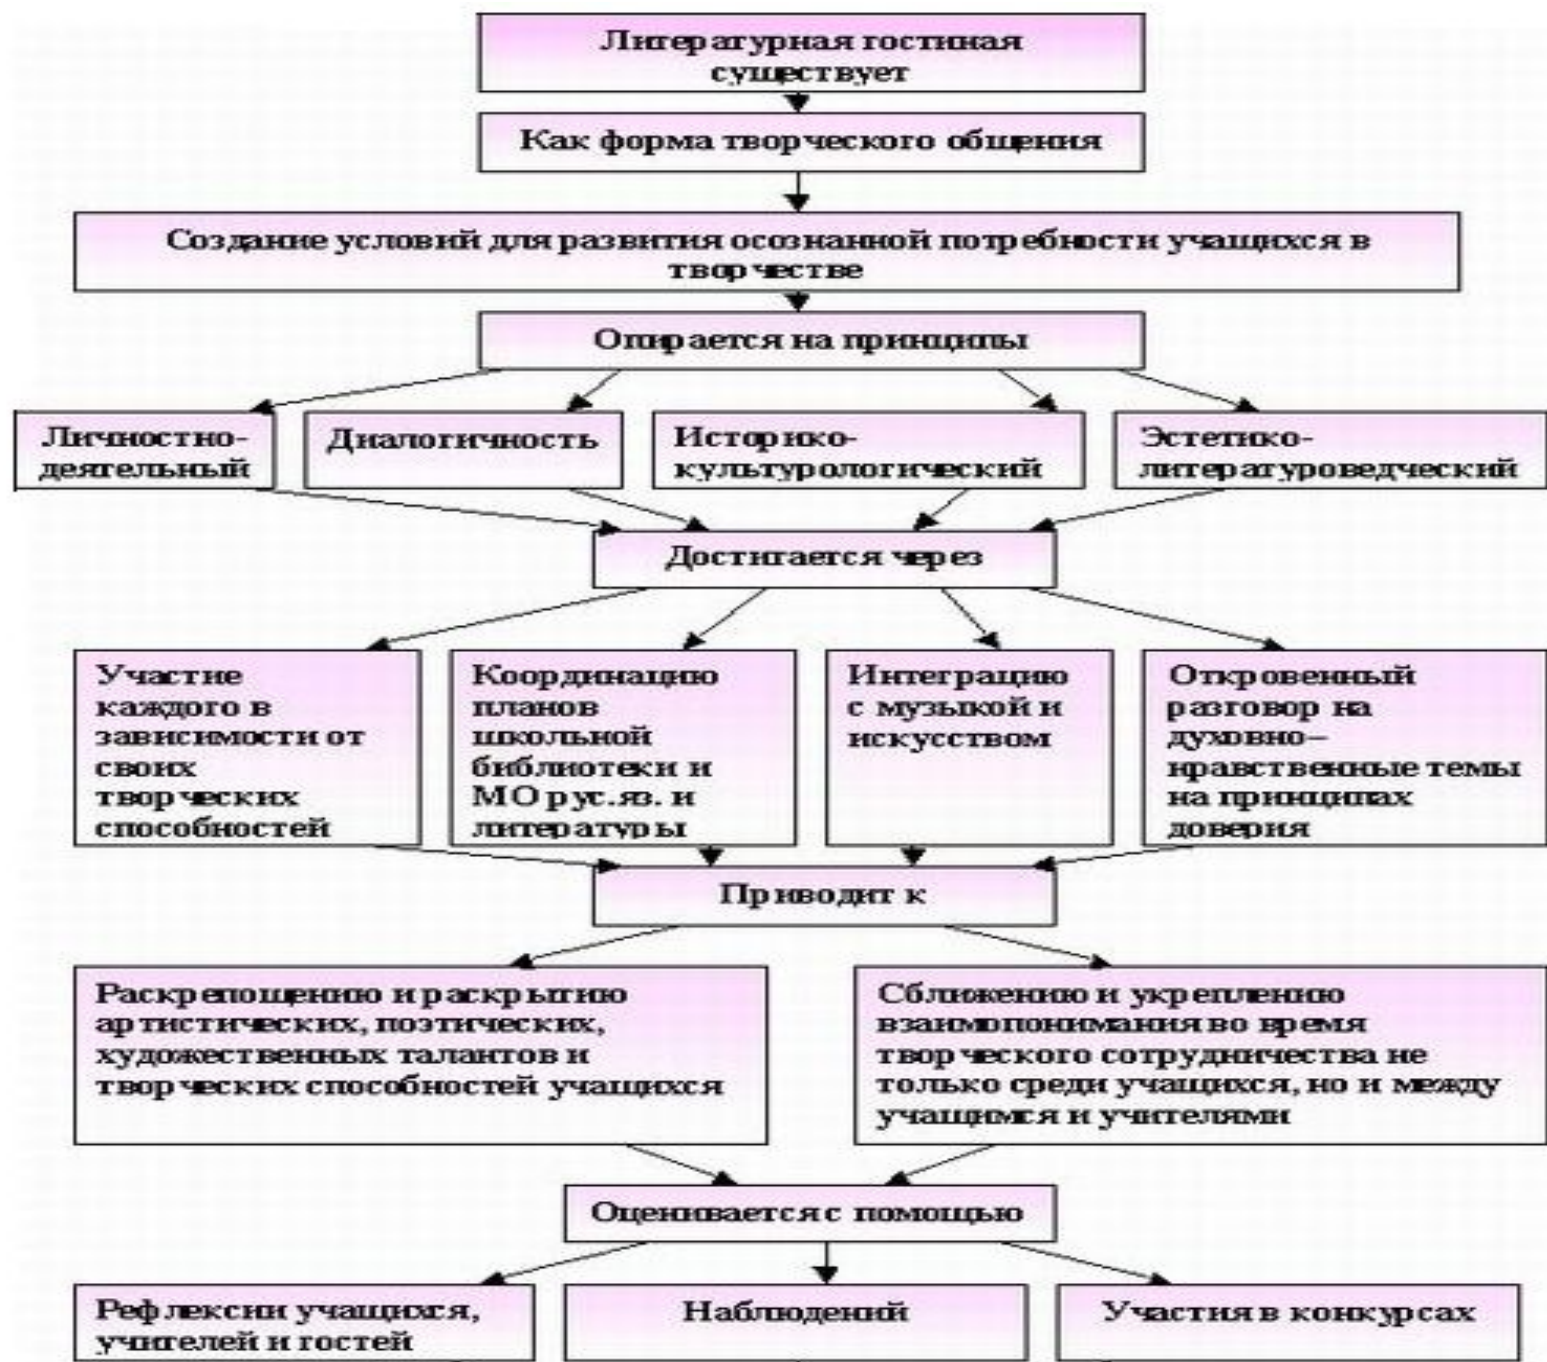 Литературная гостиная
существует
Как форма творческого общения
Создание условий для развития осознанной потребности учащихся в
творчестве
Опирается на принципы
Личностно-
деятельный
Диалогичность
Историко-
культурологический
Эстетико-
литературоведческий
Достигается через
Участие
каждого в
зависимости от
своих
творческих
способностей
Координацию
планов
школьной
библиотеки и
МО рус.яз. и
литературы
Интеграцию
с музыкой и
искусством
Откровенный
разговор на
духовно–
нравственные темы
на принципах
доверия
Приводит к
Раскрепощению и раскрытию
артистических, поэтических,
художественных талантов и
творческих способностей учащихся
Сближению и укреплению
взаимопонимания во время
творческого сотрудничества не
только среди учащихся, но и между
учащимся и учителями
Оценивается с помощью
Рефлексии учащихся,
учителей и гостей
Наблюдений
Участия в конкурсах